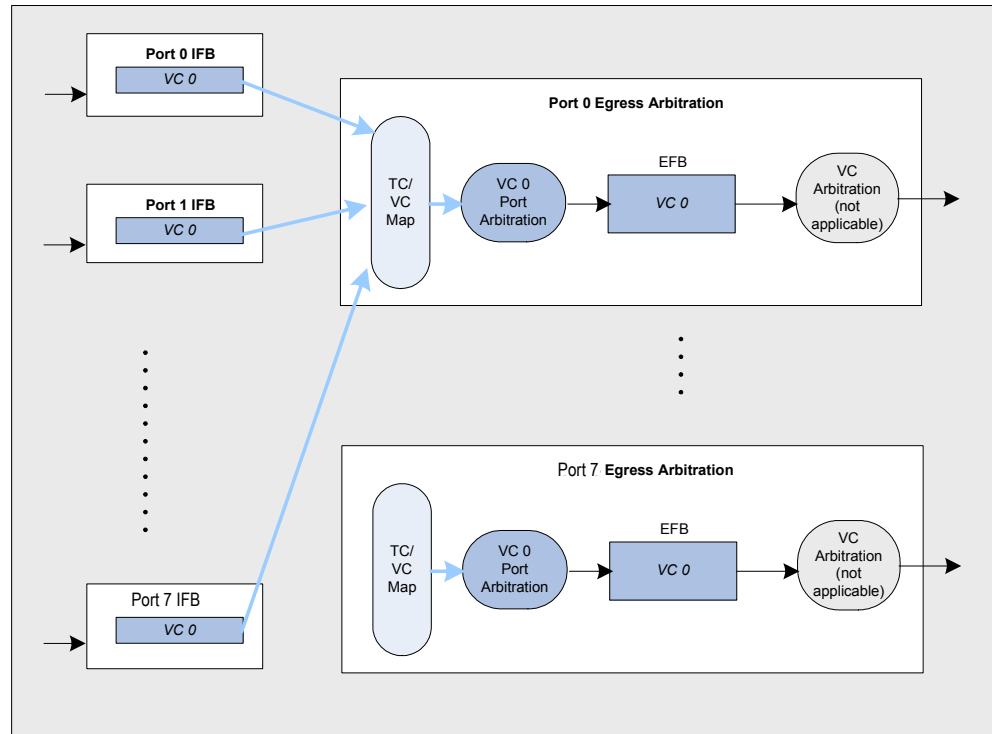 Port 0 IFB
VC 0
Port 1 IFB
VC 0
Port 7 IFB
VC 0
Port 0 Egress Arbitration
TC/
VC
Map
VC 0
Port
Arbitration
EFB
VC 0
VC
Arbitration
(not
applicable)
Port 7 Egress Arbitration
TC/
VC
Map
VC 0
Port
Arbitration
EFB
VC 0
VC
Arbitration
(not
applicable)